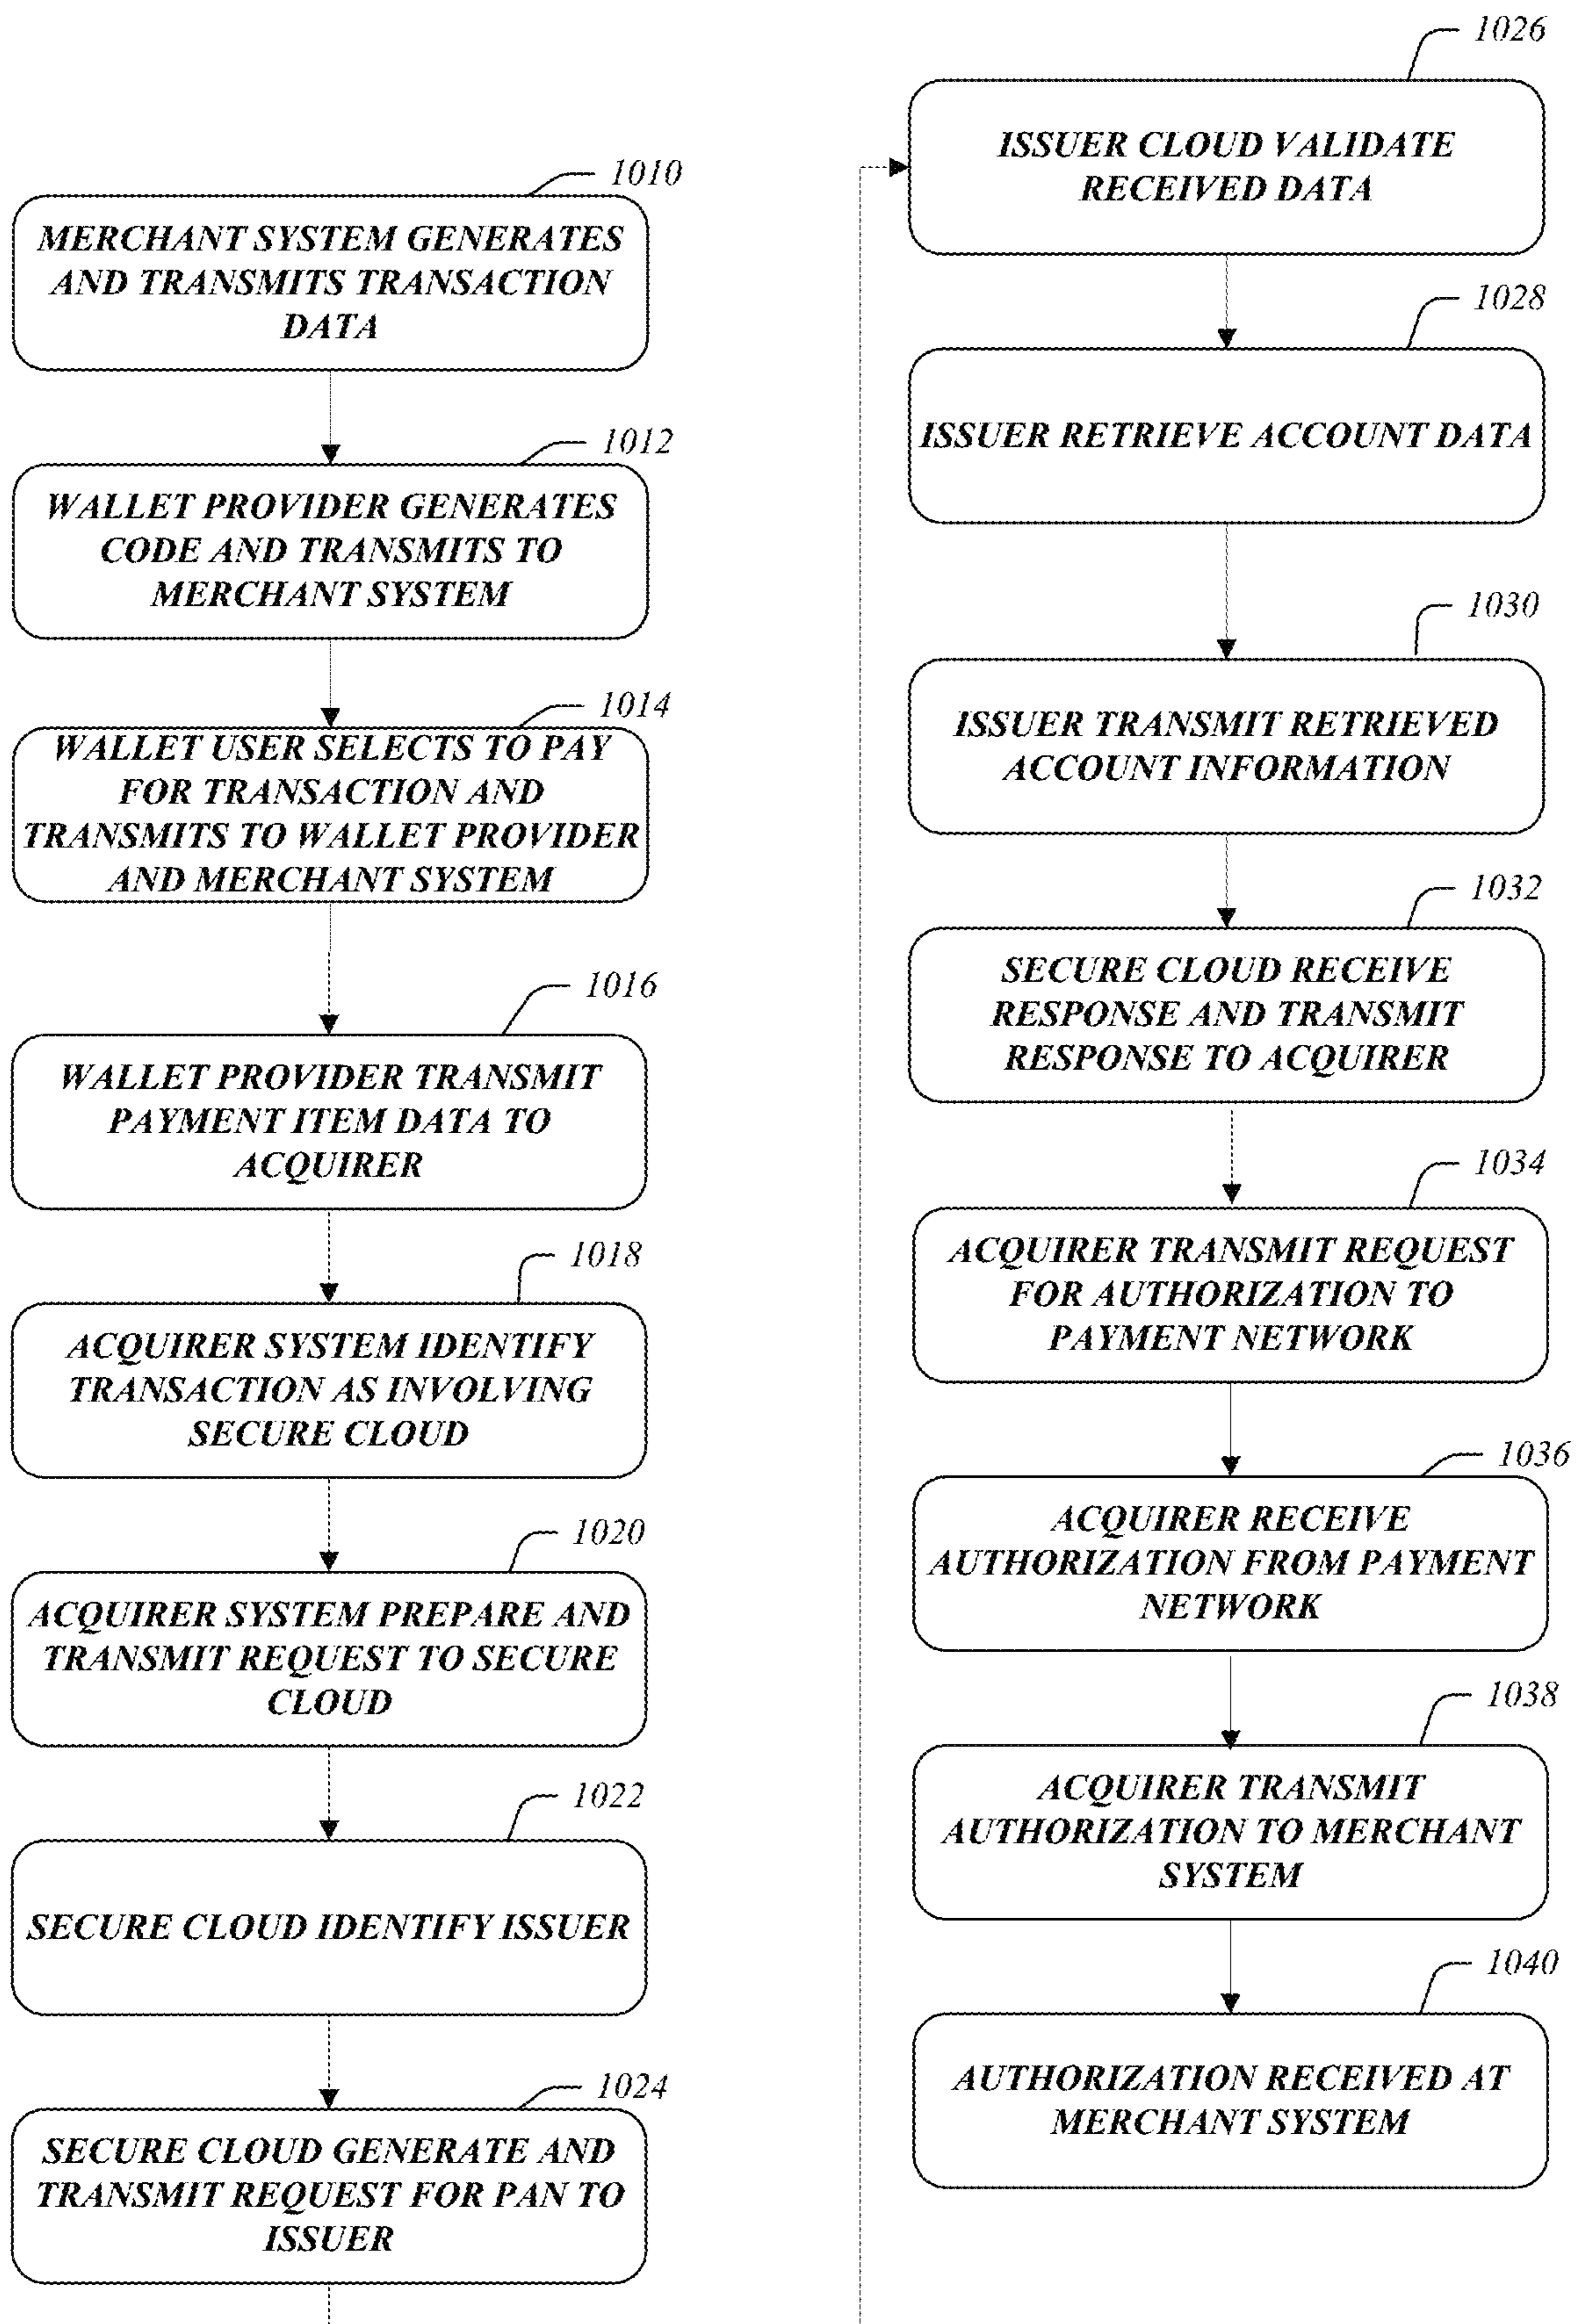 1010
MERCHANT SYSTEM GENERATES
AND TRANSMITS TRANSACTION
DATA
1012
WALLET PROVIDER GENERATES
CODE AND TRANSMITS TO
MERCHANT SYSTEM
1014
WALLET USER SELECTS TO PAY
FOR TRANSACTION AND
TRANSMITS TO WALLET PROVIDER
AND MERCHANT SYSTEM
1016
WALLET PROVIDER TRANSMIT
PAYMENT ITEM DATA TO
ACQUIRER
1018
ACQUIRER SYSTEM IDENTIFY
TRANSACTION AS INVOLVING
SECURE CLOUD
1020
ACQUIRER SYSTEM PREPARE AND
TRANSMIT REQUEST TO SECURE
CLOUD
1022
SECURE CLOUD IDENTIFY ISSUER
1024
SECURE CLOUD GENERATE AND
TRANSMIT REQUEST FOR PAN TO
ISSUER
1026
ISSUER CLOUD VALIDATE
RECEIVED DATA
1028
ISSUER RETRIEVE ACCOUNT DATA
1030
ISSUER TRANSMIT RETRIEVED
ACCOUNT INFORMATION
1032
SECURE CLOUD RECEIVE
RESPONSE AND TRANSMIT
RESPONSE TO ACQUIRER
1034
ACQUIRER TRANSMIT REQUEST
FOR AUTHORIZATION TO
PAYMENT NETWORK
1036
ACQUIRER RECEIVE
AUTHORIZATION FROM PAYMENT
NETWORK
1038
ACQUIRER TRANSMIT
AUTHORIZATION TO MERCHANT
SYSTEM
1040
AUTHORIZATION RECEIVED AT
MERCHANT SYSTEM